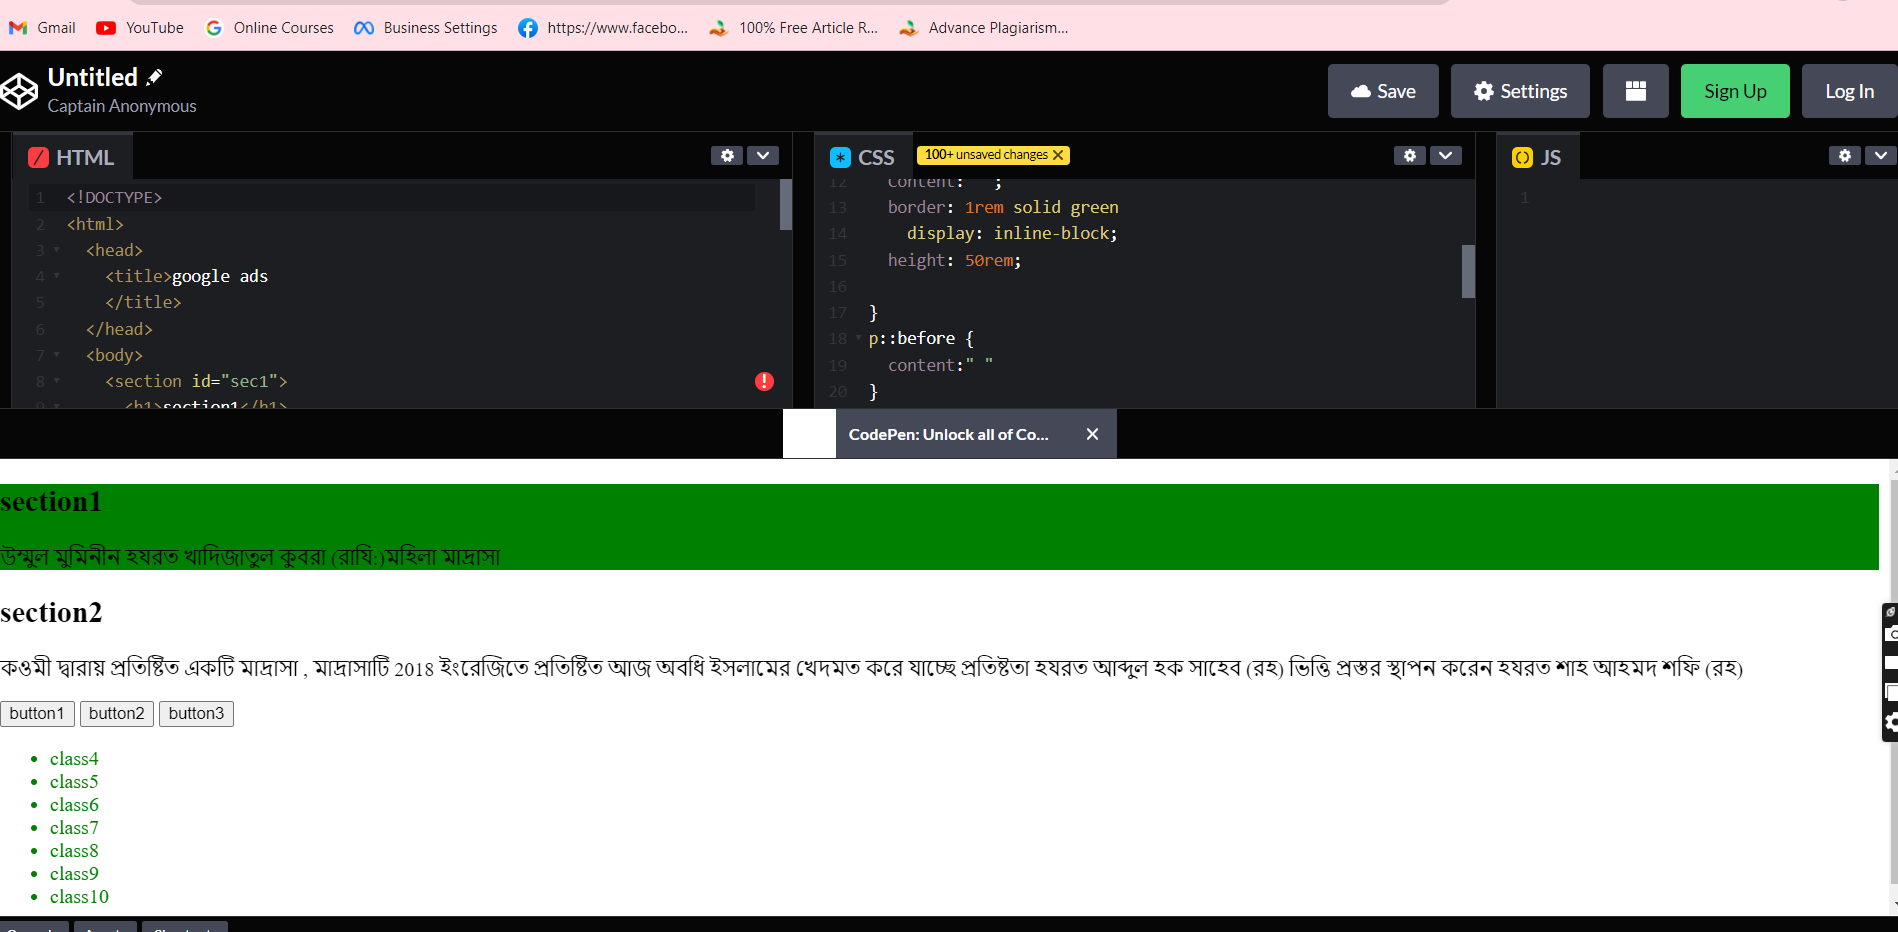 Gmail YouTube Online Courses Business Settings https://www.facebo... 100% Free Article R... Advance Plagiarism...
Untitled
Captain Anonymous
Save Settings Sign Up Log In
HTML
1 <!DOCTYPE>
2 <html>
3 <head>
4 <title>google ads
5 </title>
6 </head>
7 <body>
8 <section id="sec1">
9 <h1>section1</h1>
CSS 100+ unsaved changes
12 content: " ";
13 border: 1rem solid green
14 display: inline-block;
15 height: 50rem;
16
17 }
18 p::before {
19 content:" "
20 }
JS
1
CodePen: Unlock all of Co...
section1
উম্মুল মুমিনীন হযরত খাদিজাতুল কুবরা (রাযি:)মহিলা মাদ্রাসা
section2
কওমী দ্বারায় প্রতিষ্টিত একটি মাদ্রাসা , মাদ্রাসাটি 2018 ইংরেজিতে প্রতিষ্টিত আজ অবধি ইসলামের খেদমত করে যাচ্ছে প্রতিষ্টতা হযরত আব্দুল হক সাহেব (রহ) ভিত্তি প্রস্তর স্থাপন করেন হযরত শাহ আহমদ শফি (রহ)
button1 button2 button3
class4
class5
class6
class7
class8
class9
class10